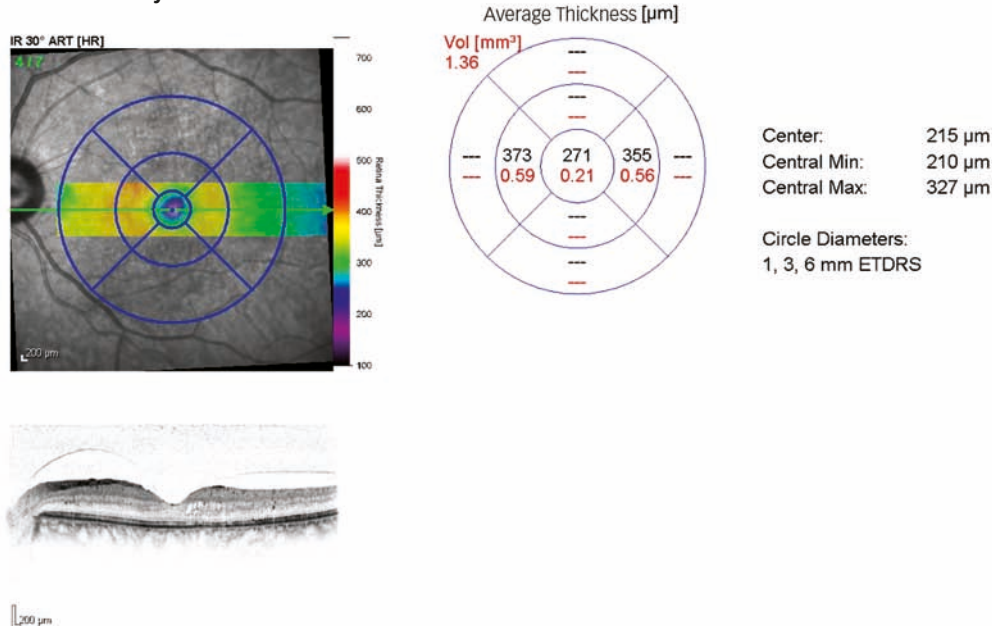 Average Thickness [µm]
IR 30° ART [HR]
4 / 7
200 µm
700
600
500
400
300
200
100
Retina Thickness [µm]
Vol [mm³]
1.36
---
---
---
---
--- 373 271 355 ---
--- 0.59 0.21 0.56 ---
---
---
---
---
Center: 215 µm
Central Min: 210 µm
Central Max: 327 µm
Circle Diameters:
1, 3, 6 mm ETDRS
200 µm